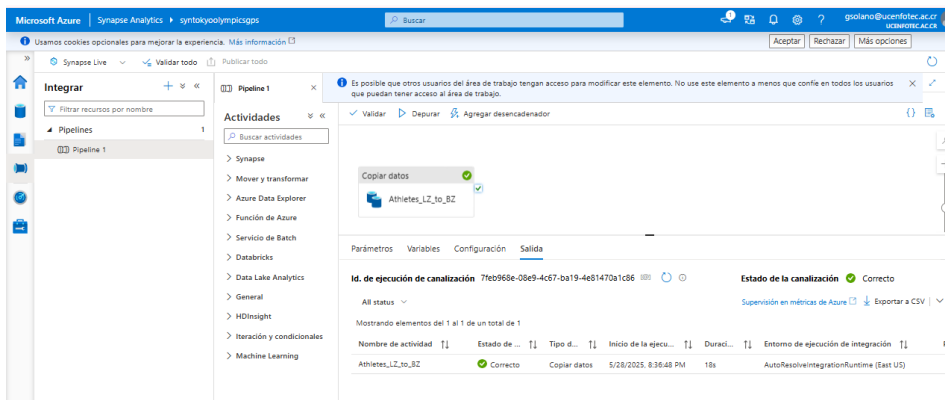 Microsoft Azure | Synapse Analytics ▸ syntokyoolympicsgps
Buscar
1
gsolano@ucenfotec.ac.cr
UCENFOTEC.AC.CR
Usamos cookies opcionales para mejorar la experiencia. Más información
Aceptar Rechazar Más opciones
Synapse Live Validar todo Publicar todo
Integrar
Filtrar recursos por nombre
Pipelines 1
Pipeline 1
Pipeline 1
Actividades
Buscar actividades
Synapse
Mover y transformar
Azure Data Explorer
Función de Azure
Servicio de Batch
Databricks
Data Lake Analytics
General
HDInsight
Iteración y condicionales
Machine Learning
Es posible que otros usuarios del área de trabajo tengan acceso para modificar este elemento. No use este elemento a menos que confíe en todos los usuarios
que puedan tener acceso al área de trabajo.
Validar Depurar Agregar desencadenador {}
Copiar datos
Athletes_LZ_to_BZ
Parámetros Variables Configuración Salida
Id. de ejecución de canalización 7feb968e-08e9-4c67-ba19-4e81470a1c86
Estado de la canalización Correcto
All status
Supervisión en métricas de Azure Exportar a CSV |
Mostrando elementos del 1 al 1 de un total de 1
Nombre de actividad Estado de ... Tipo d... Inicio de la ejecu... Duraci... Entorno de ejecución de integración
Athletes_LZ_to_BZ Correcto Copiar datos 5/28/2025, 8:36:48 PM 18s AutoResolveIntegrationRuntime (East US)